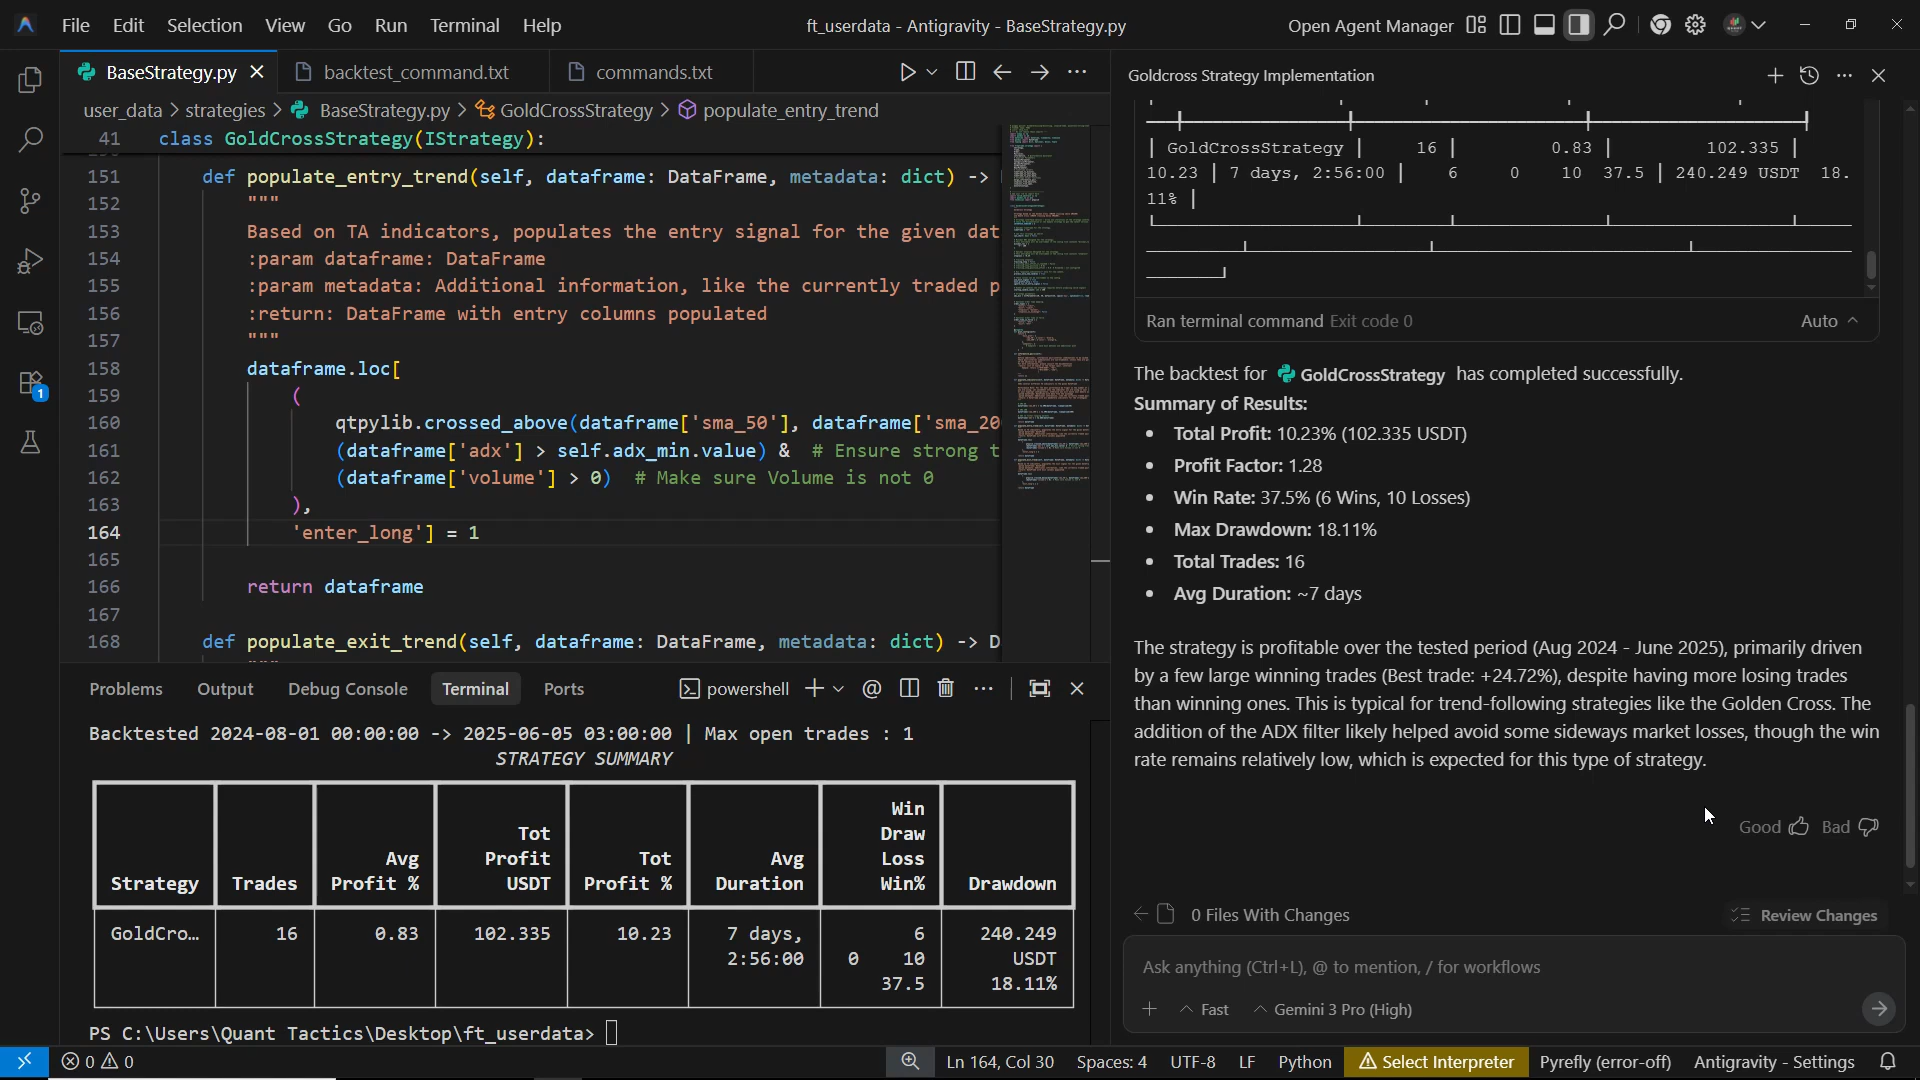 File Edit Selection View Go Run Terminal Help
ft_userdata - Antigravity - BaseStrategy.py
Open Agent Manager
BaseStrategy.py
backtest_command.txt
commands.txt
user_data > strategies > BaseStrategy.py > GoldCrossStrategy > populate_entry_trend
41 class GoldCrossStrategy(IStrategy):
151 def populate_entry_trend(self, dataframe: DataFrame, metadata: dict) ->
152 """
153 Based on TA indicators, populates the entry signal for the given dat
154 :param dataframe: DataFrame
155 :param metadata: Additional information, like the currently traded p
156 :return: DataFrame with entry columns populated
157 """
158 dataframe.loc[
159 (
160 qtpylib.crossed_above(dataframe['sma_50'], dataframe['sma_20
161 (dataframe['adx'] > self.adx_min.value) & # Ensure strong t
162 (dataframe['volume'] > 0) # Make sure Volume is not 0
163 ),
164 'enter_long'] = 1
165
166 return dataframe
167
168 def populate_exit_trend(self, dataframe: DataFrame, metadata: dict) -> D
Problems Output Debug Console Terminal Ports
powershell
Backtested 2024-08-01 00:00:00 -> 2025-06-05 03:00:00 | Max open trades : 1
STRATEGY SUMMARY
Win
Tot Draw
Avg Profit Tot Avg Loss
Strategy Trades Profit % USDT Profit % Duration Win% Drawdown
GoldCro… 16 0.83 102.335 10.23 7 days, 6 240.249
2:56:00 0 10 USDT
37.5 18.11%
PS C:\Users\Quant Tactics\Desktop\ft_userdata>
Goldcross Strategy Implementation
| GoldCrossStrategy | 16 | 0.83 | 102.335 |
10.23 | 7 days, 2:56:00 | 6 0 10 37.5 | 240.249 USDT 18.
11% |
Ran terminal command Exit code 0
Auto
The backtest for GoldCrossStrategy has completed successfully.
Summary of Results:
• Total Profit: 10.23% (102.335 USDT)
• Profit Factor: 1.28
• Win Rate: 37.5% (6 Wins, 10 Losses)
• Max Drawdown: 18.11%
• Total Trades: 16
• Avg Duration: ~7 days
The strategy is profitable over the tested period (Aug 2024 - June 2025), primarily driven
by a few large winning trades (Best trade: +24.72%), despite having more losing trades
than winning ones. This is typical for trend-following strategies like the Golden Cross. The
addition of the ADX filter likely helped avoid some sideways market losses, though the win
rate remains relatively low, which is expected for this type of strategy.
Good Bad
0 Files With Changes
Review Changes
Ask anything (Ctrl+L), @ to mention, / for workflows
Fast Gemini 3 Pro (High)
1
0 0
Ln 164, Col 30 Spaces: 4 UTF-8 LF Python Select Interpreter Pyrefly (error-off) Antigravity - Settings